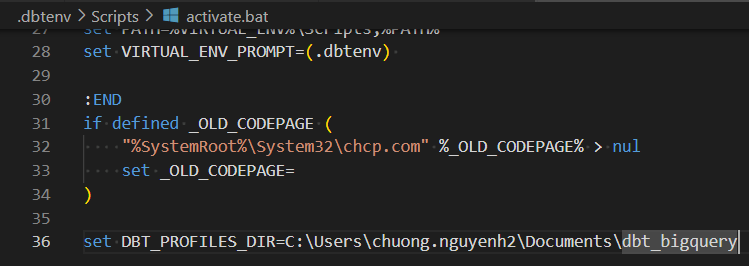 .dbtenv > Scripts > activate.bat
27 set PATH=%VIRTUAL_ENV%\Scripts;%PATH%
28 set VIRTUAL_ENV_PROMPT=(.dbtenv)
29
30 :END
31 if defined _OLD_CODEPAGE (
32     "%SystemRoot%\System32\chcp.com" %_OLD_CODEPAGE% > nul
33     set _OLD_CODEPAGE=
34 )
35
36 set DBT_PROFILES_DIR=C:\Users\chuong.nguyenh2\Documents\dbt_bigquery